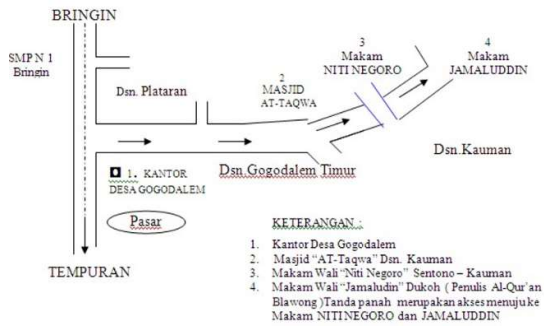 BRINGIN
SMP N 1
Bringin
3
Makam
NITI NEGORO
4
Makam
JAMALUDDIN
Dsn. Plataran
2
MASJID
AT-TAQWA
Dsn.Kauman
1. KANTOR
DESA GOGODALEM
Dsn.Gogodalem Timur
Pasar
TEMPURAN
KETERANGAN :
1. Kantor Desa Gogodalem
2. Masjid “AT-Taqwa” Dsn. Kauman
3. Makam Wali “Niti Negoro” Sentono – Kauman
4. Makam Wali “Jamaludin” Dukoh ( Penulis Al-Qur’an
Blawong )Tanda panah merupakan akses menuju ke
Makam NITI NEGORO dan JAMALUDDIN